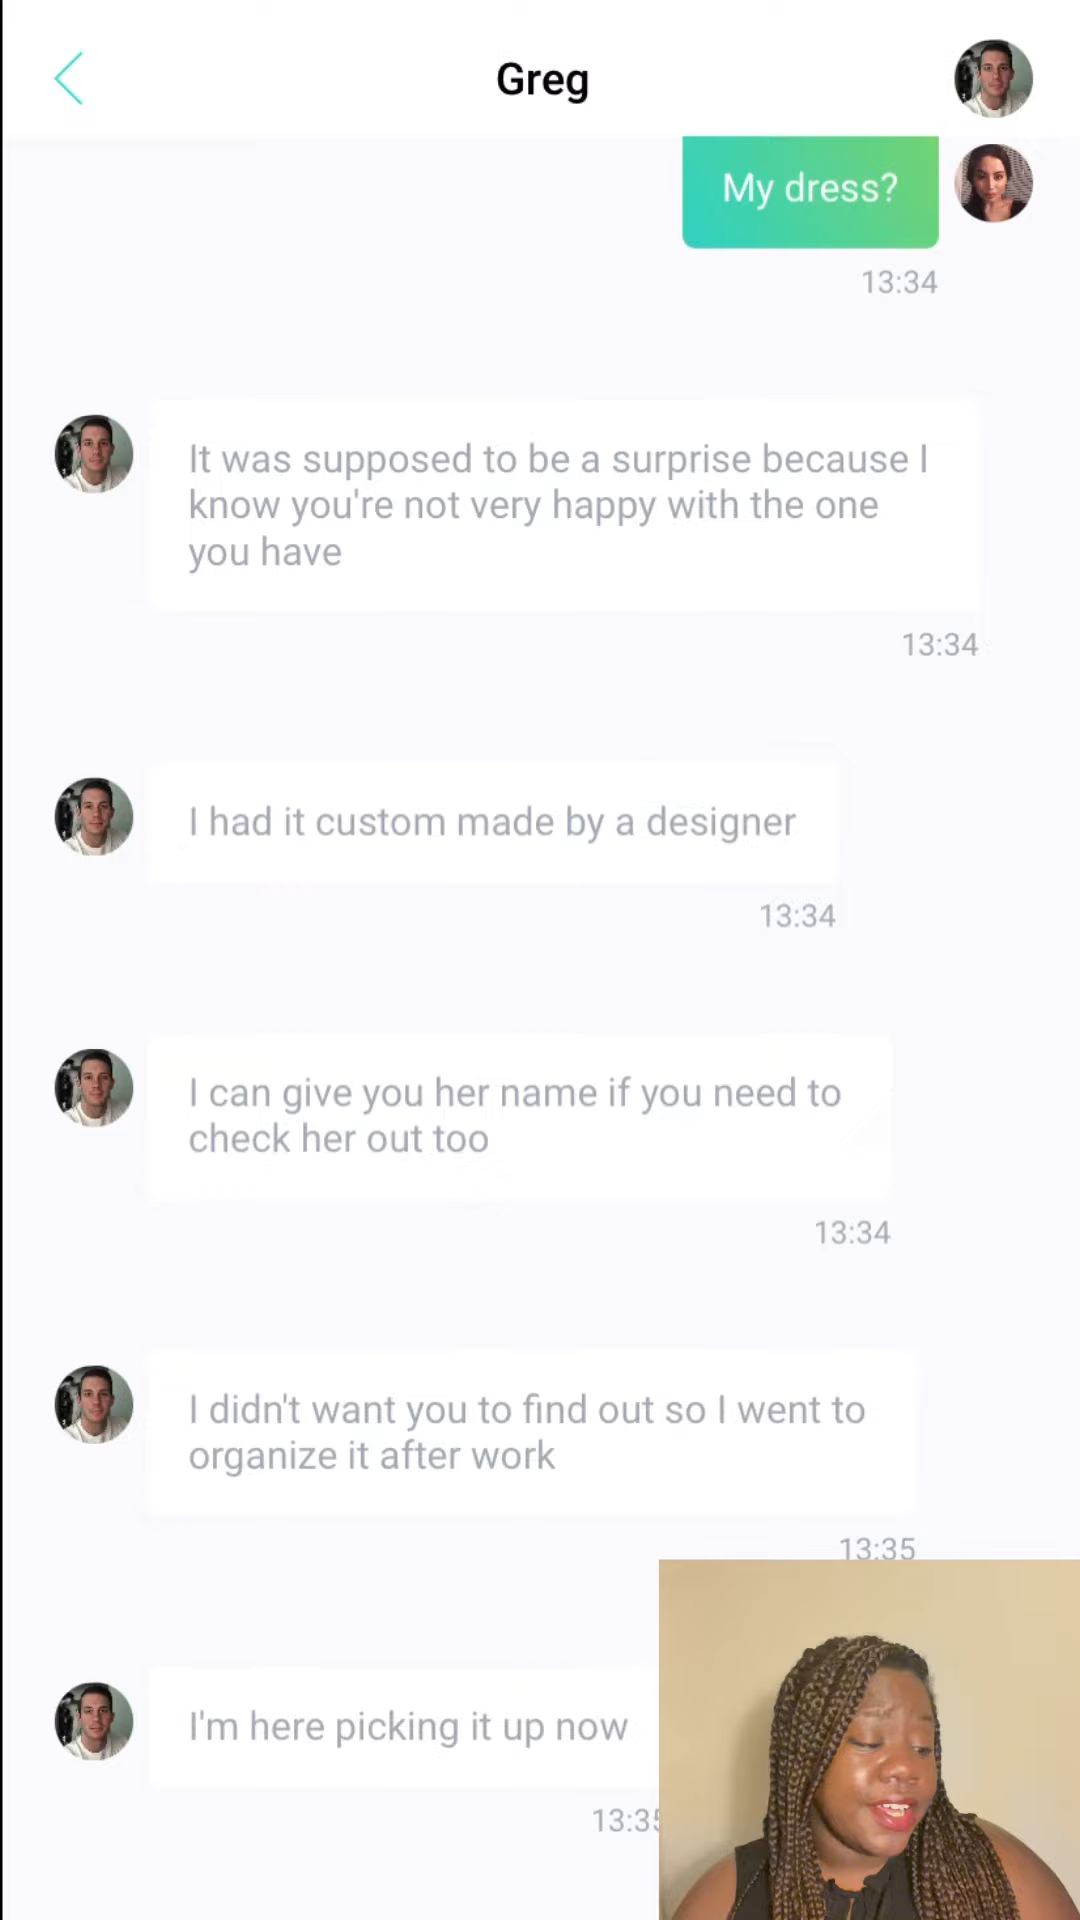 Greg
My dress?
13:34
It was supposed to be a surprise because I
know you're not very happy with the one
you have
13:34
I had it custom made by a designer
13:34
I can give you her name if you need to
check her out too
13:34
I didn't want you to find out so I went to
organize it after work
13:35
I'm here picking it up now
13:35